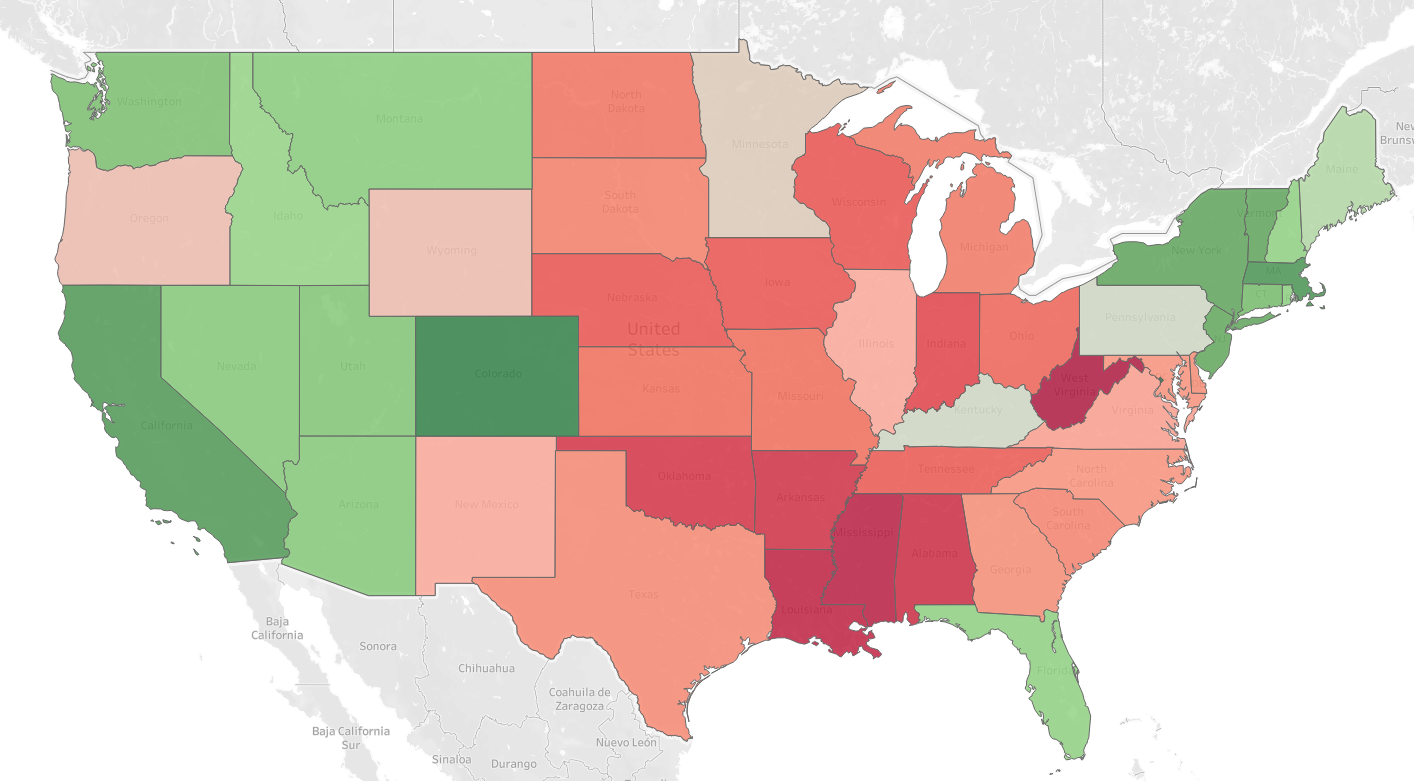 Washington
Montana
North
Dakota
Minnesota
Maine
New
Brunsw
Oregon
Idaho
Wyoming
South
Dakota
Wisconsin
Michigan
Vermont
New York
MA
CT
Nevada
Utah
Colorado
Nebraska
United
States
Kansas
Iowa
Illinois
Indiana
Ohio
Pennsylvania
NJ
California
Missouri
Kentucky
West
Virginia
Virginia
Arizona
New Mexico
Oklahoma
Arkansas
Tennessee
North
Carolina
South
Carolina
Mississippi
Alabama
Georgia
Texas
Louisiana
Florida
Baja
California
Sonora
Chihuahua
Coahuila de
Zaragoza
Baja California
Sur
Sinaloa
Durango
Nuevo León